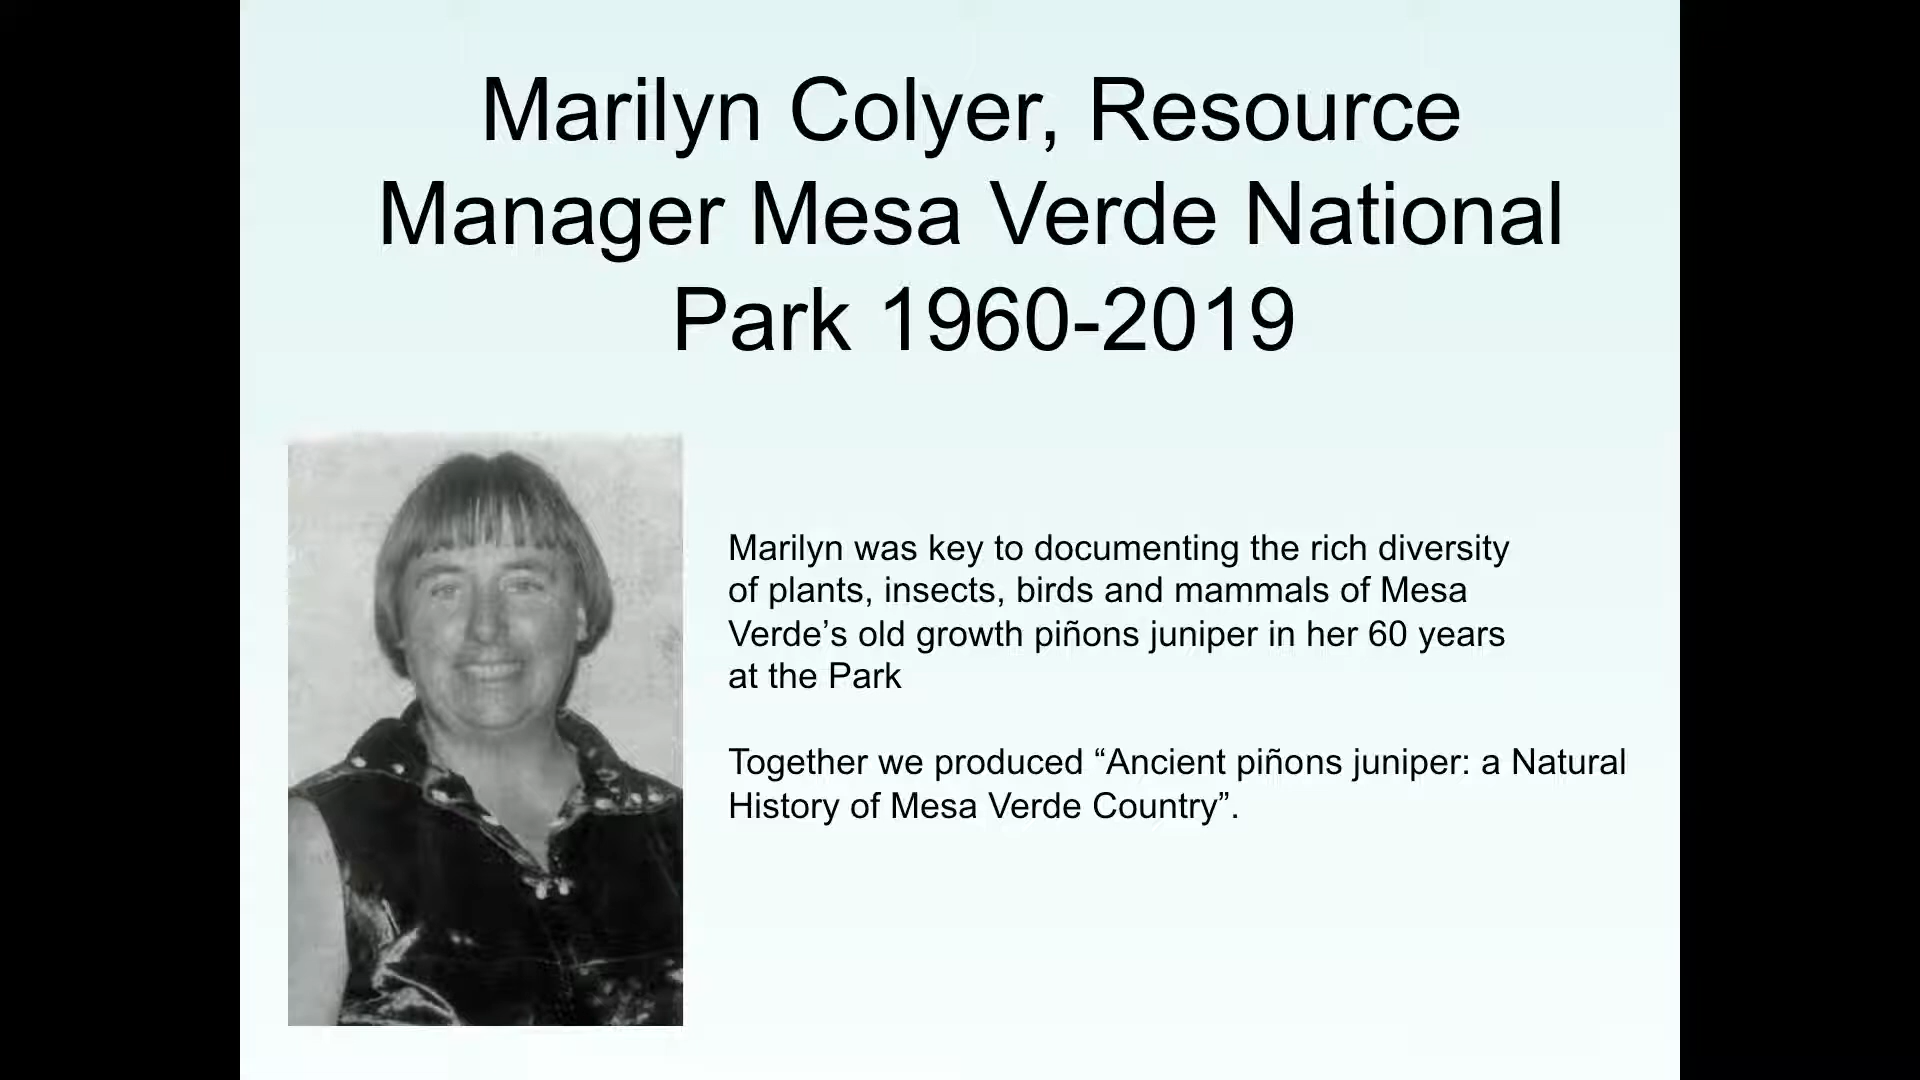 Marilyn Colyer, Resource
Manager Mesa Verde National
Park 1960-2019
Marilyn was key to documenting the rich diversity
of plants, insects, birds and mammals of Mesa
Verde’s old growth piñons juniper in her 60 years
at the Park
Together we produced “Ancient piñons juniper: a Natural
History of Mesa Verde Country”.